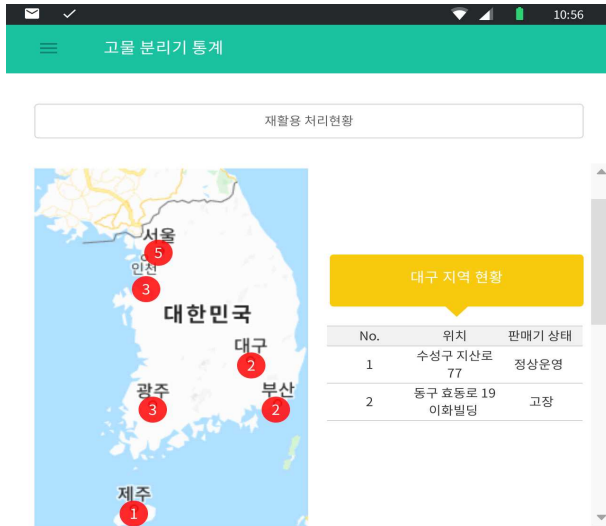 10:56
고물 분리기 통계
재활용 처리현황
서울
5
인천
3
대한민국
대구
2
광주
3
부산
2
제주
1
대구 지역 현황
No. 위치 판매기 상태
1 수성구 지산로 77 정상운영
2 동구 효동로 19 이화빌딩 고장